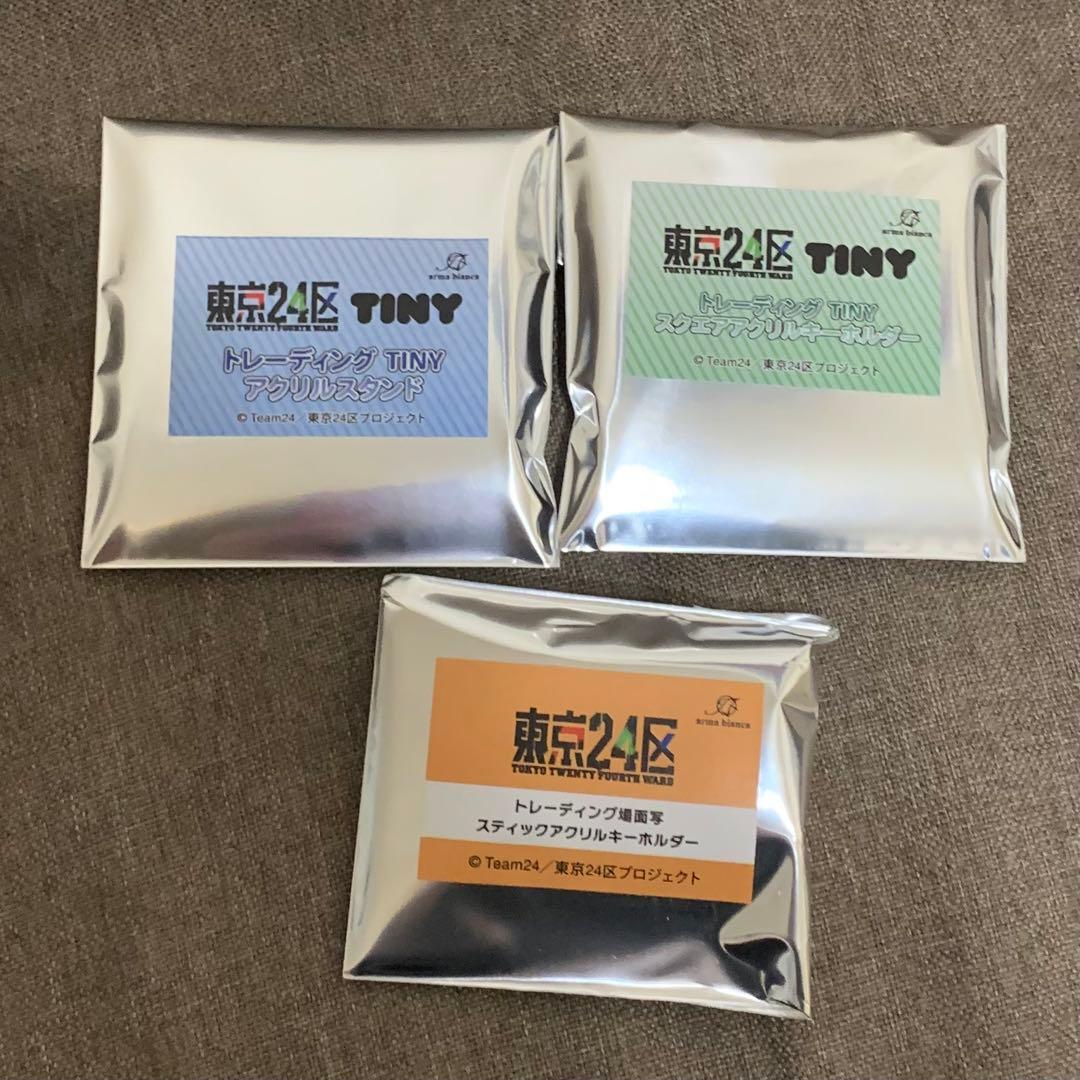 arma bianca
東京24区 TINY
TOKYO TWENTY FOURTH WARD
トレーディング TINY
アクリルスタンド
© Team24／東京24区プロジェクト
arma bianca
東京24区 TINY
TOKYO TWENTY FOURTH WARD
トレーディング TINY
スクエアアクリルキーホルダー
© Team24／東京24区プロジェクト
arma bianca
東京24区
TOKYO TWENTY FOURTH WARD
トレーディング場面写
スティックアクリルキーホルダー
© Team24／東京24区プロジェクト